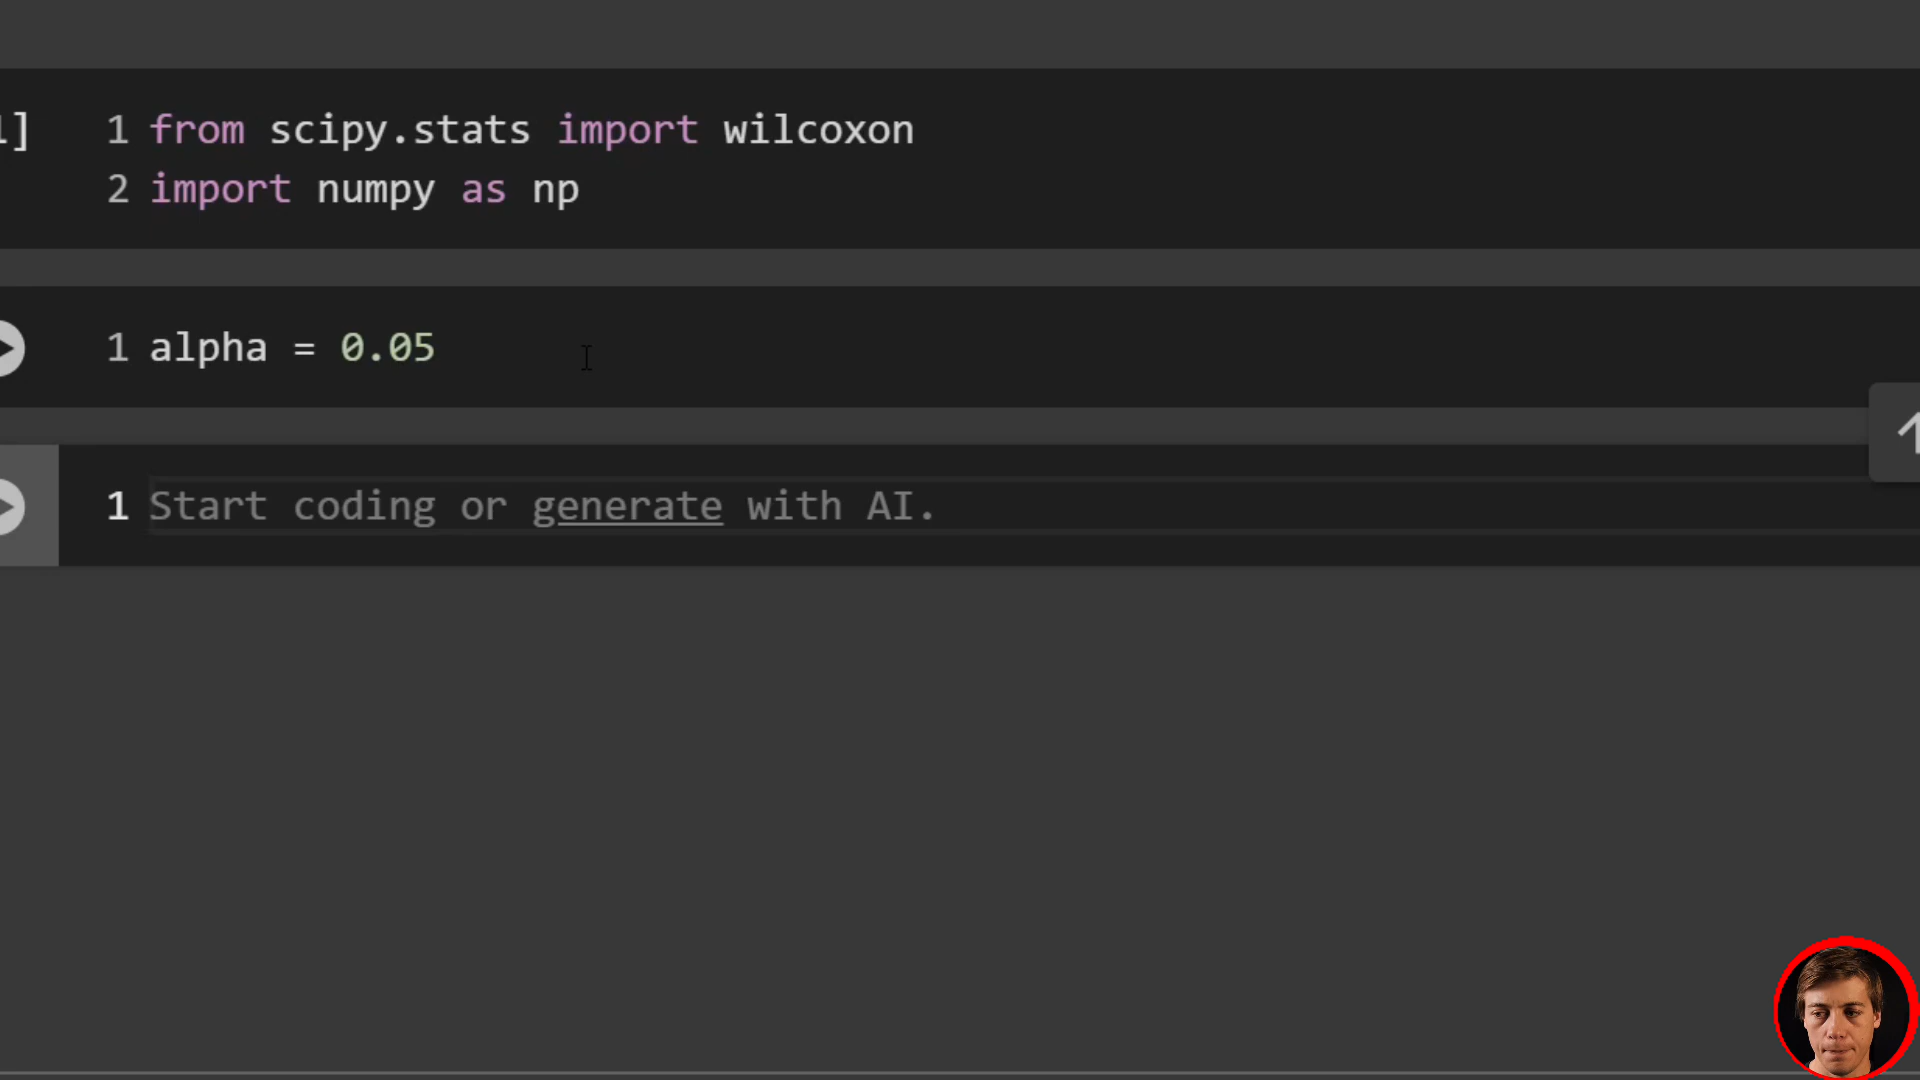 1]
1 from scipy.stats import wilcoxon
2 import numpy as np
1 alpha = 0.05
1 Start coding or generate with AI.